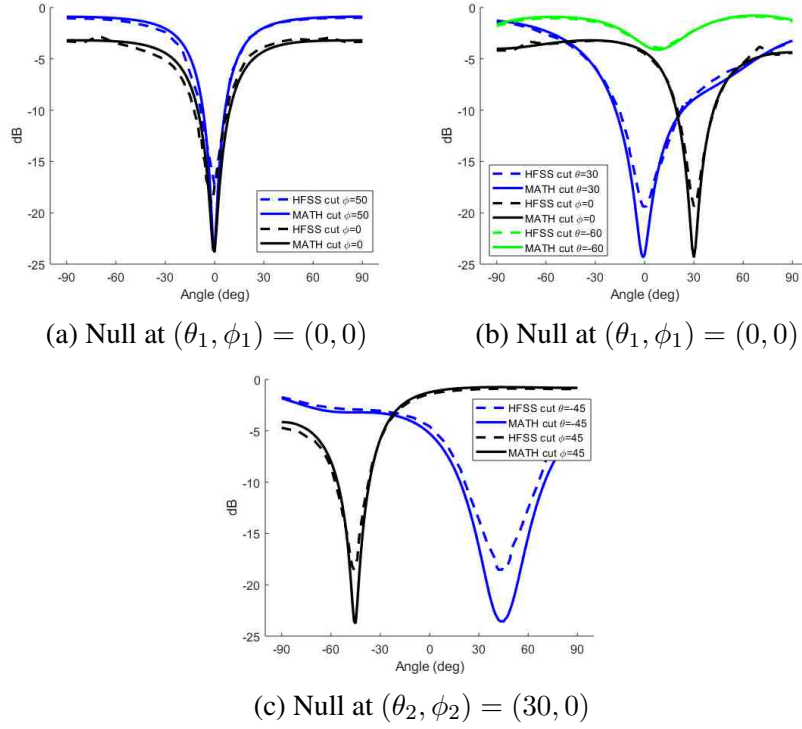 0
-5
-10
-15
-20
-25
dB
-90 -60 -30 0 30 60 90
Angle (deg)
HFSS cut ϕ=50
MATH cut ϕ=50
HFSS cut ϕ=0
MATH cut ϕ=0
(a) Null at (θ₁, ϕ₁) = (0, 0)
0
-5
-10
-15
-20
-25
dB
-90 -60 -30 0 30 60 90
Angle (deg)
HFSS cut θ=30
MATH cut θ=30
HFSS cut ϕ=0
MATH cut ϕ=0
HFSS cut θ=-60
MATH cut θ=-60
(b) Null at (θ₁, ϕ₁) = (0, 0)
0
-5
-10
-15
-20
-25
dB
-90 -60 -30 0 30 60 90
Angle (deg)
HFSS cut θ=-45
MATH cut θ=-45
HFSS cut ϕ=45
MATH cut ϕ=45
(c) Null at (θ₂, ϕ₂) = (30, 0)